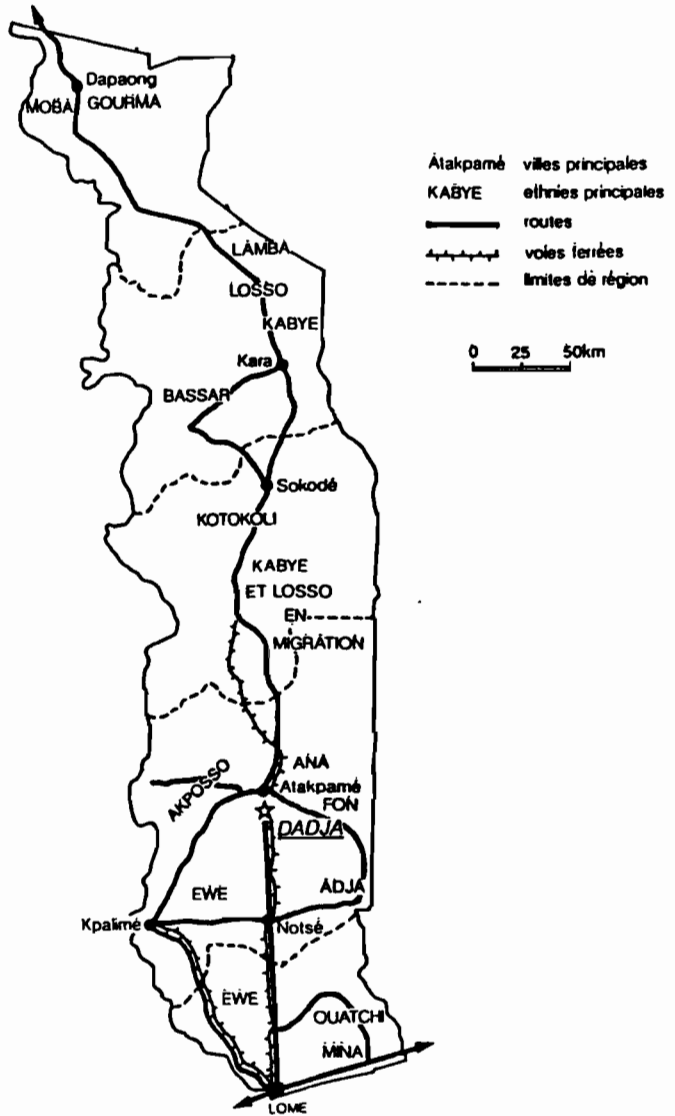 Dapaong
MOBA GOURMA
Atakpamé villes principales
KABYE ethnies principales
routes
voies ferrées
limites de région
0 25 50km
LAMBA
LOSSO
KABYE
Kara
BASSAR
Sokodé
KOTOKOLI
KABYE
ET LOSSO
EN
MIGRATION
ANA
Atakpamé
AKPOSSO
FON
DADJA
EWE
ADJA
Kpalimé
Notsé
EWE
OUATCHI
MINA
LOME